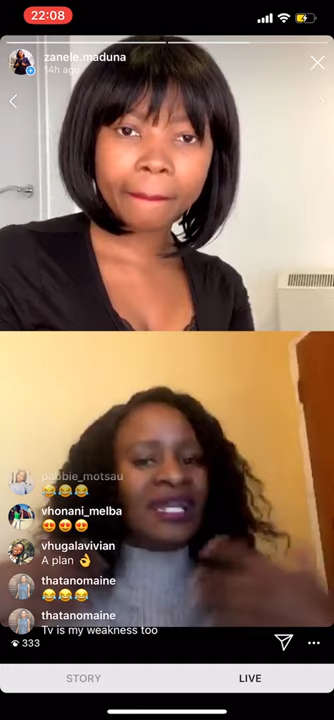 22:08
zanele.maduna
14h ago
pabbie_motsau
😂😂😂
vhonani_melba
😍😍😍
vhugalavivian
A plan 👌
thatanomaine
😂😂😂
thatanomaine
Tv is my weakness too
333
STORY LIVE